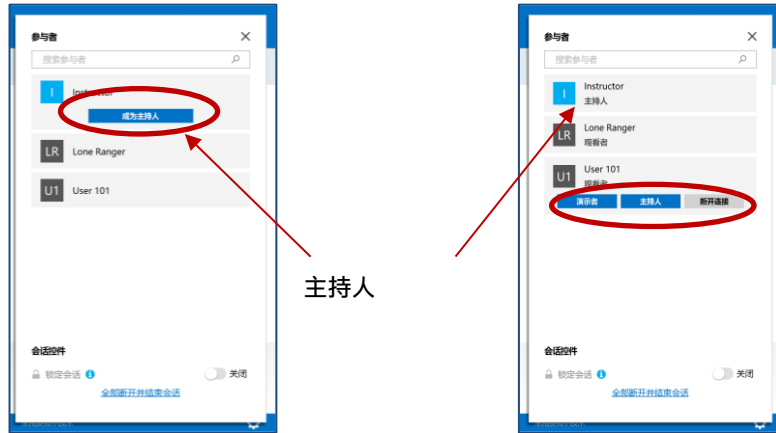 参与者
搜索参与者
I
Instructor
成为主持人
LR
Lone Ranger
U1
User 101
会话控件
锁定会话
关闭
全部断开并结束会话
主持人
参与者
搜索参与者
I
Instructor
主持人
LR
Lone Ranger
观看者
U1
User 101
观看者
演示者
主持人
断开连接
会话控件
锁定会话
关闭
全部断开并结束会话